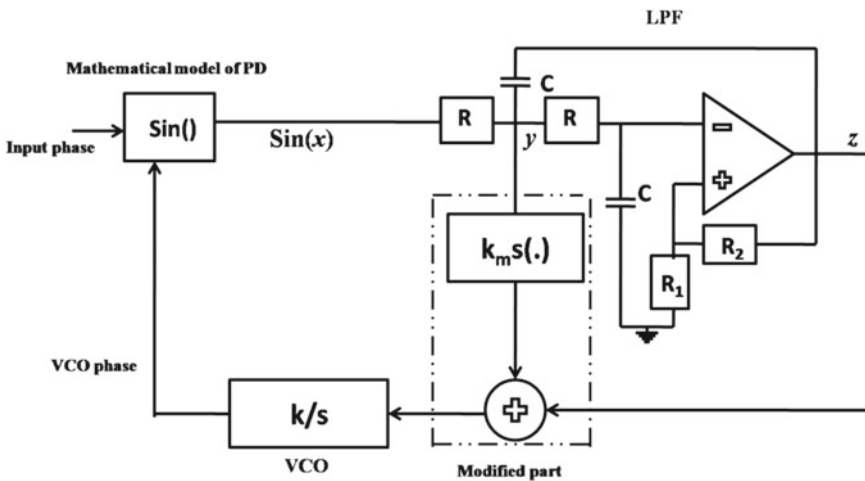 LPF
Mathematical model of PD
C
Sin()
R
R
Sin(x)
y
z
Input phase
C
R2
kms(.)
R1
VCO phase
k/s
VCO
Modified part